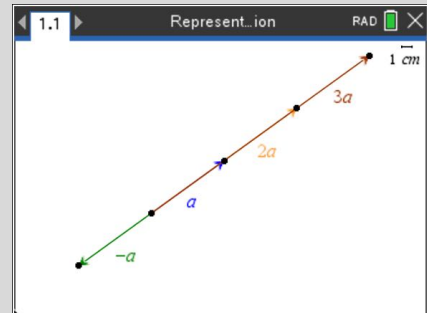 1.1 Represent...ion RAD
1 cm
3a
2a
a
−a